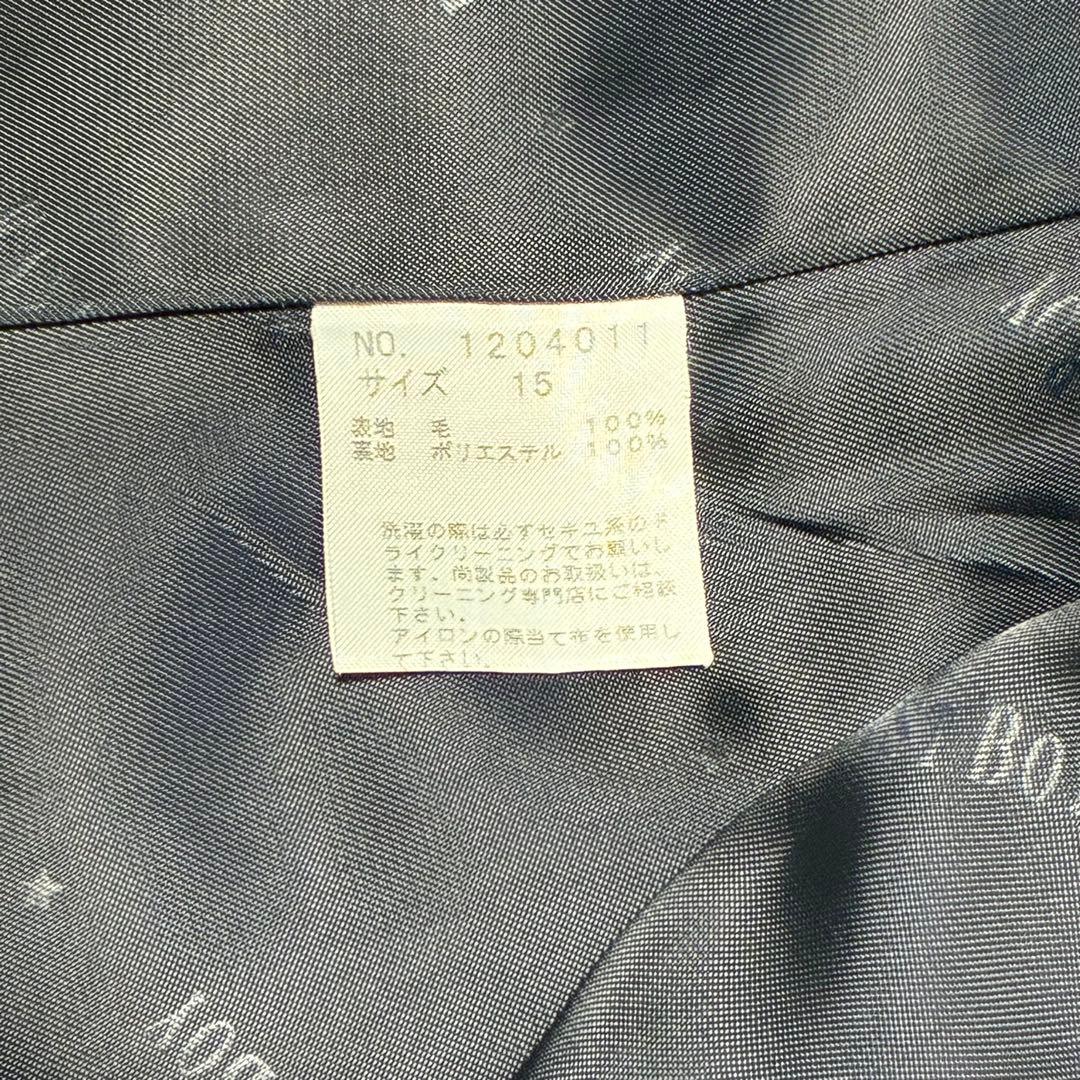 NO. 1204011
サイズ 15
表地 毛 100%
裏地 ポリエステル 100%
洗濯の際は必ずセキユ系のド
ライクリーニングでお願いし
ます。尚製品のお取扱いは、
クリーニング専門店にご相談
下さい。
アイロンの際当て布を使用し
て下さい。